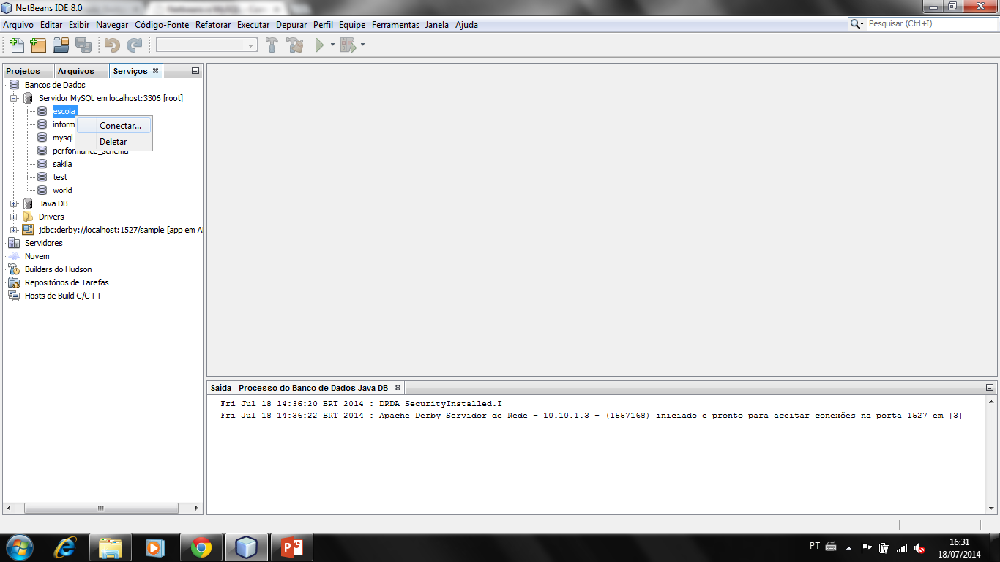 NetBeans IDE 8.0
Arquivo Editar Exibir Navegar Código-Fonte Refatorar Executar Depurar Perfil Equipe Ferramentas Janela Ajuda
Pesquisar (Ctrl+I)
Projetos Arquivos Serviços
Bancos de Dados
Servidor MySQL em localhost:3306 [root]
escola
inform
Conectar...
mysql
Deletar
performance_schema
sakila
test
world
Java DB
Drivers
jdbc:derby://localhost:1527/sample [app em A
Servidores
Nuvem
Builders do Hudson
Repositórios de Tarefas
Hosts de Build C/C++
Saída - Processo do Banco de Dados Java DB
Fri Jul 18 14:36:20 BRT 2014 : DRDA_SecurityInstalled.I
Fri Jul 18 14:36:22 BRT 2014 : Apache Derby Servidor de Rede - 10.10.1.3 - (1557168) iniciado e pronto para aceitar conexões na porta 1527 em {3}
PT
16:31
18/07/2014